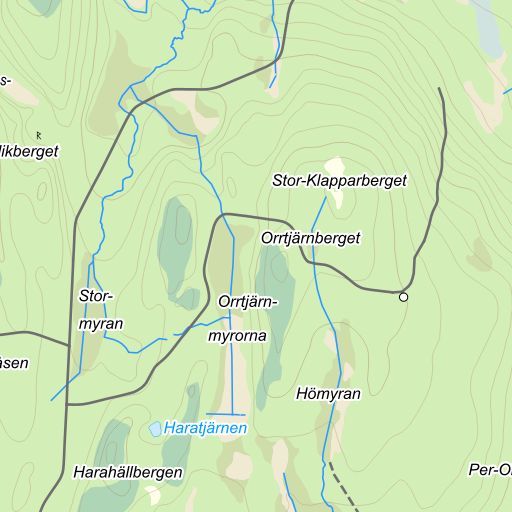 Stor-Klapparberget
Orrtjärnberget
Stor-
myran
Orrtjärn-
myrorna
Hömyran
Haratjärnen
Harahällbergen